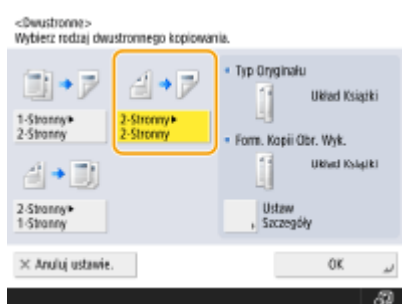 <Dwustronne>
Wybierz rodzaj dwustronnego kopiowania.
1-Stronny▶
2-Stronny
2-Stronny▶
2-Stronny
2-Stronny▶
1-Stronny
• Typ Oryginału
Układ Książki
• Form. Kopii Obr. Wyk.
Układ Książki
Ustaw
Szczegóły
× Anuluj ustawie.
OK